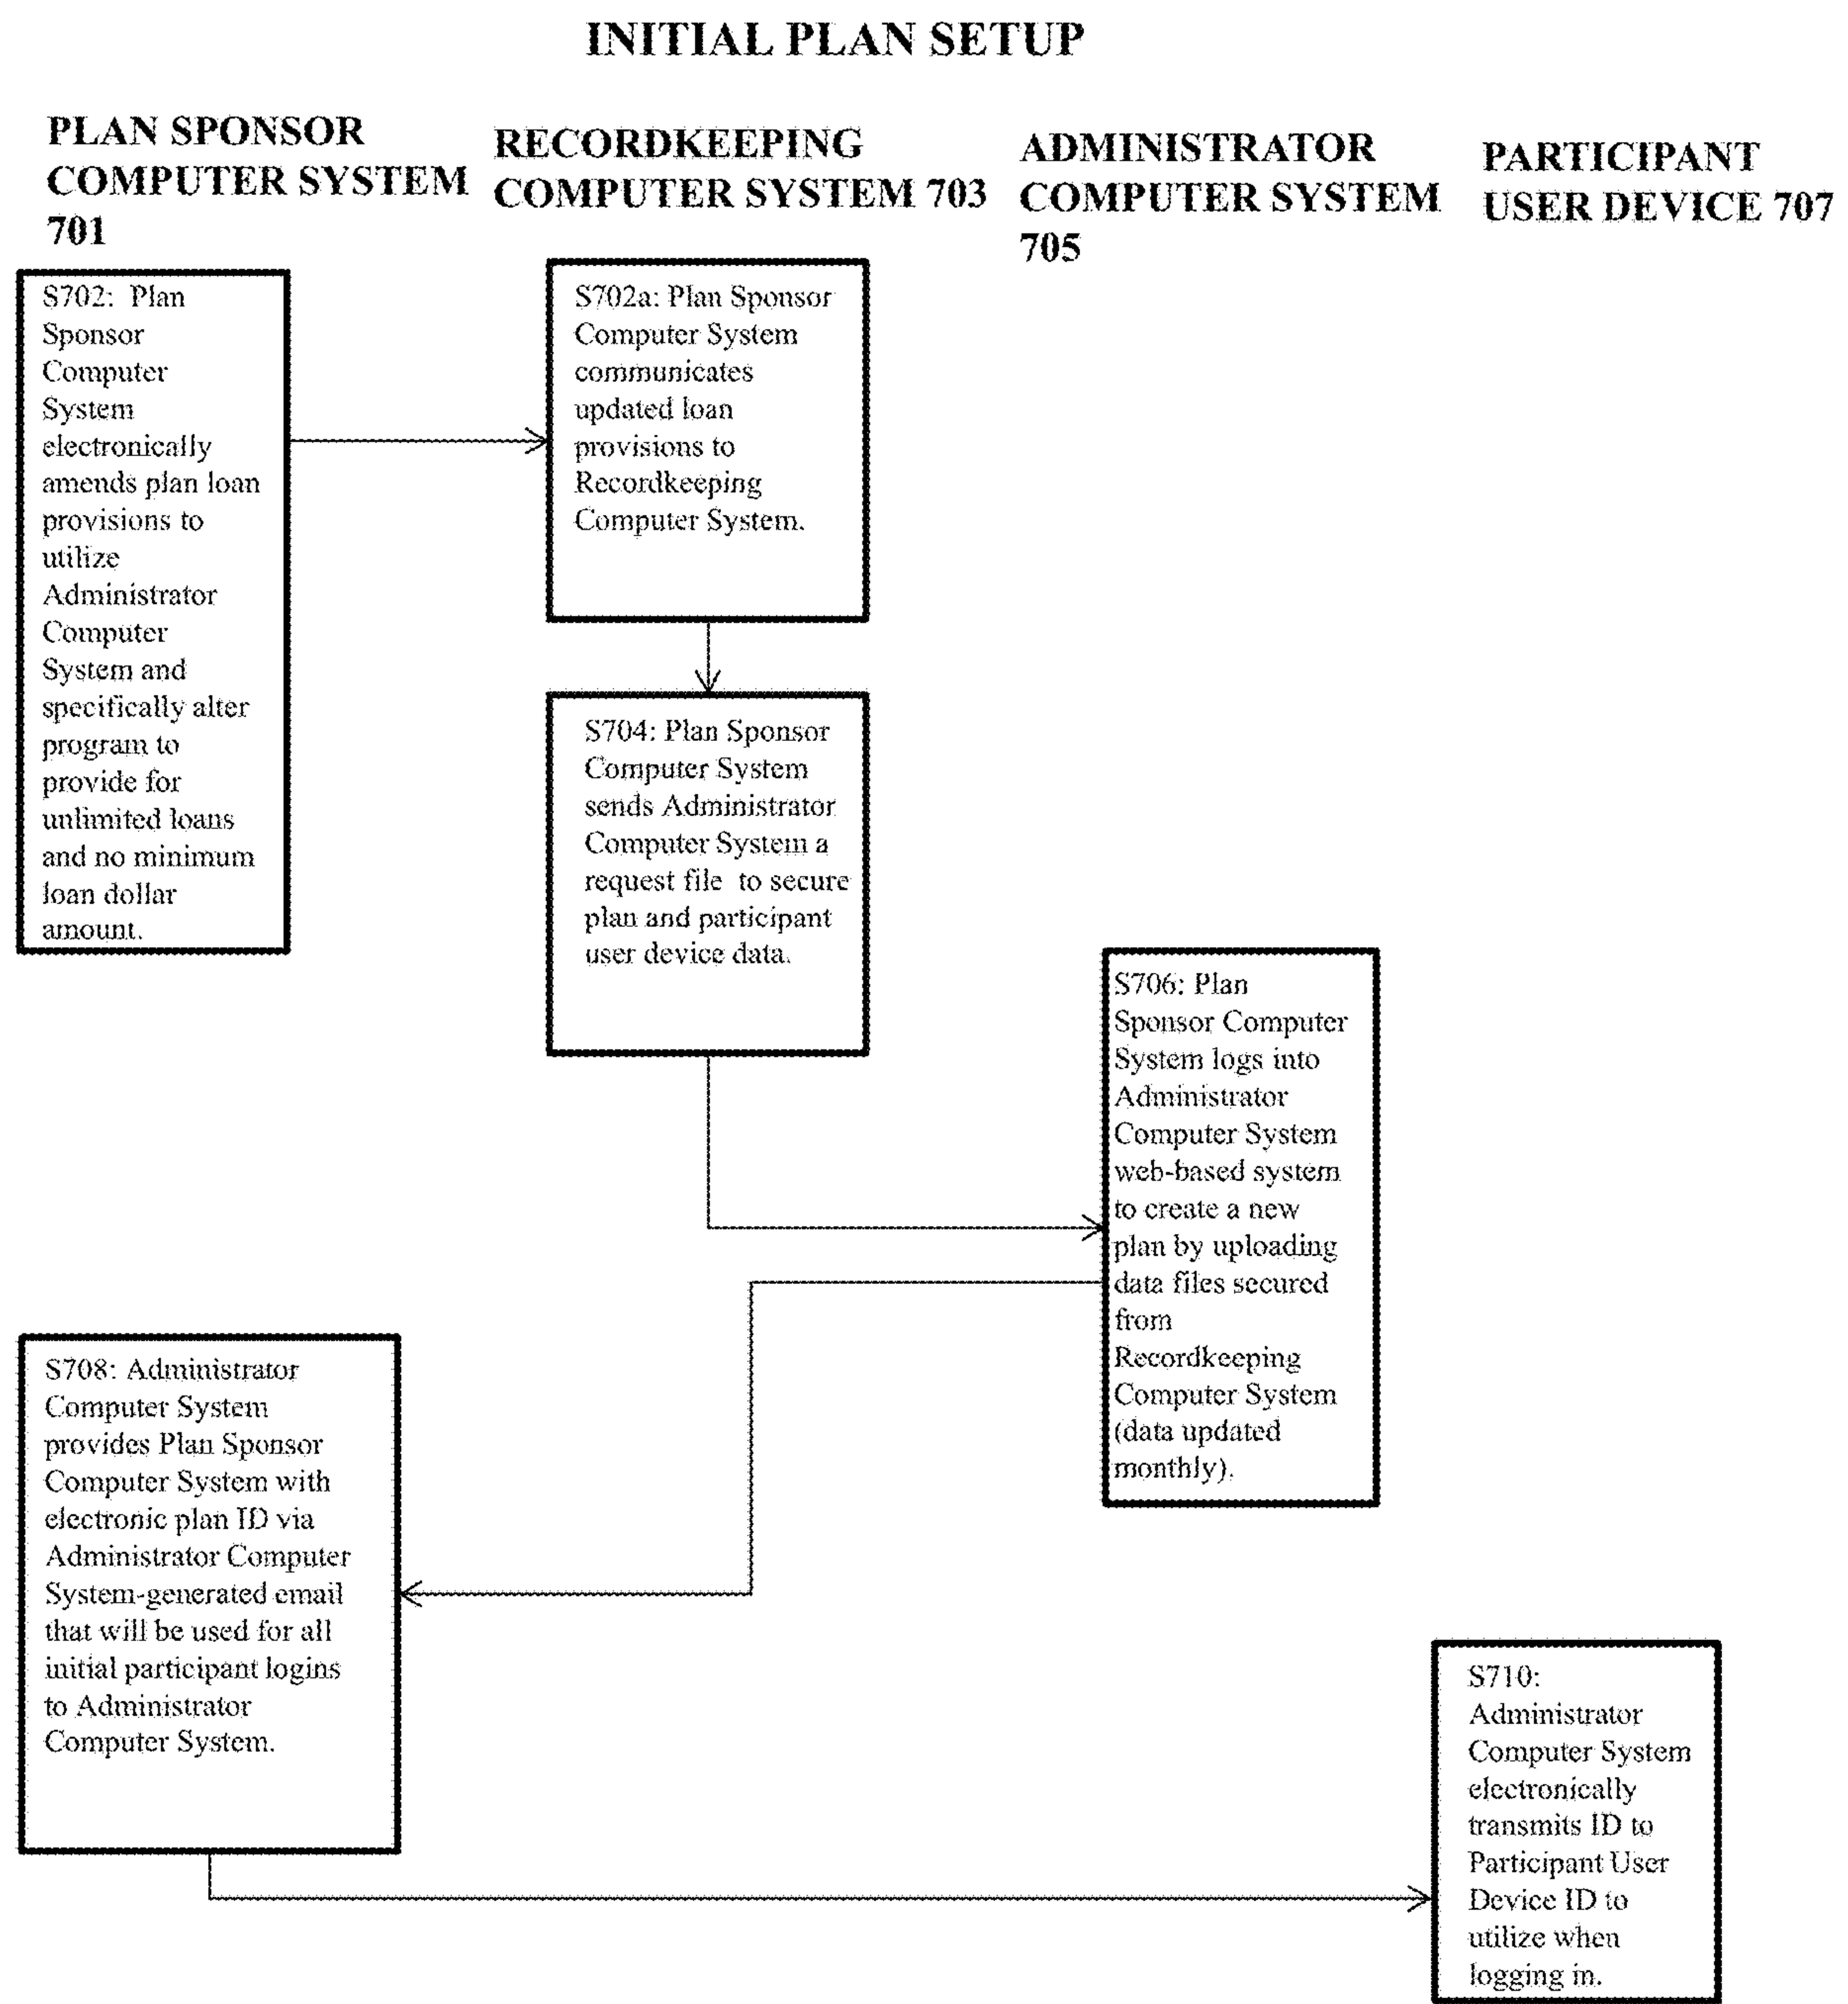 INITIAL PLAN SETUP
PLAN SPONSOR
COMPUTER SYSTEM
701
RECORDKEEPING
COMPUTER SYSTEM 703
ADMINISTRATOR
COMPUTER SYSTEM
705
PARTICIPANT
USER DEVICE 707
S702: Plan
Sponsor
Computer
System
electronically
amends plan loan
provisions to
utilize
Administrator
Computer
System and
specifically alter
program to
provide for
unlimited loans
and no minimum
loan dollar
amount.
S702a: Plan Sponsor
Computer System
communicates
updated loan
provisions to
Recordkeeping
Computer System.
S704: Plan Sponsor
Computer System
sends Administrator
Computer System a
request file to secure
plan and participant
user device data.
S706: Plan
Sponsor Computer
System logs into
Administrator
Computer System
web-based system
to create a new
plan by uploading
data files secured
from
Recordkeeping
Computer System
(data updated
monthly).
S708: Administrator
Computer System
provides Plan Sponsor
Computer System with
electronic plan ID via
Administrator Computer
System-generated email
that will be used for all
initial participant logins
to Administrator
Computer System.
S710:
Administrator
Computer System
electronically
transmits ID to
Participant User
Device ID to
utilize when
logging in.